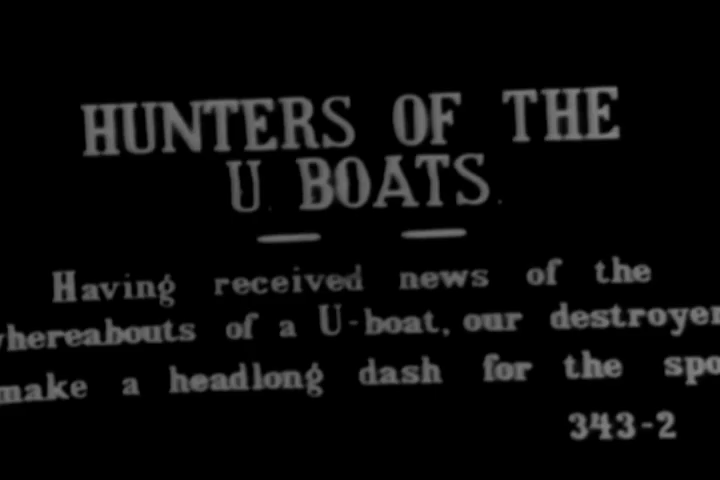 HUNTERS OF THE
U. BOATS.
Having received news of the
whereabouts of a U-boat, our destroyer
make a headlong dash for the spo
343-2